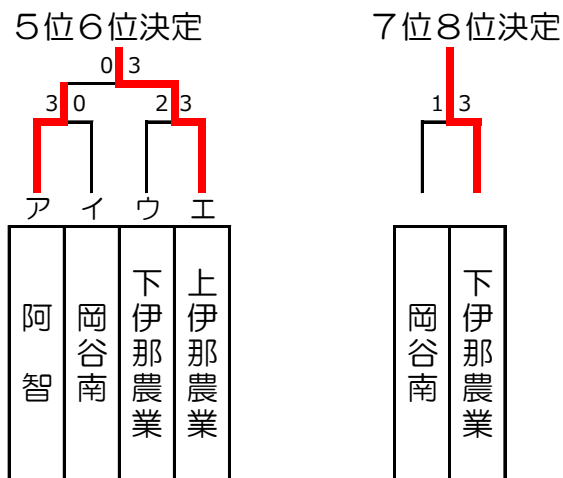 5位6位決定
7位8位決定
0 3
3 0
2 3
1 3
ア イ ウ エ
阿智
岡谷南
下伊那農業
上伊那農業
岡谷南
下伊那農業